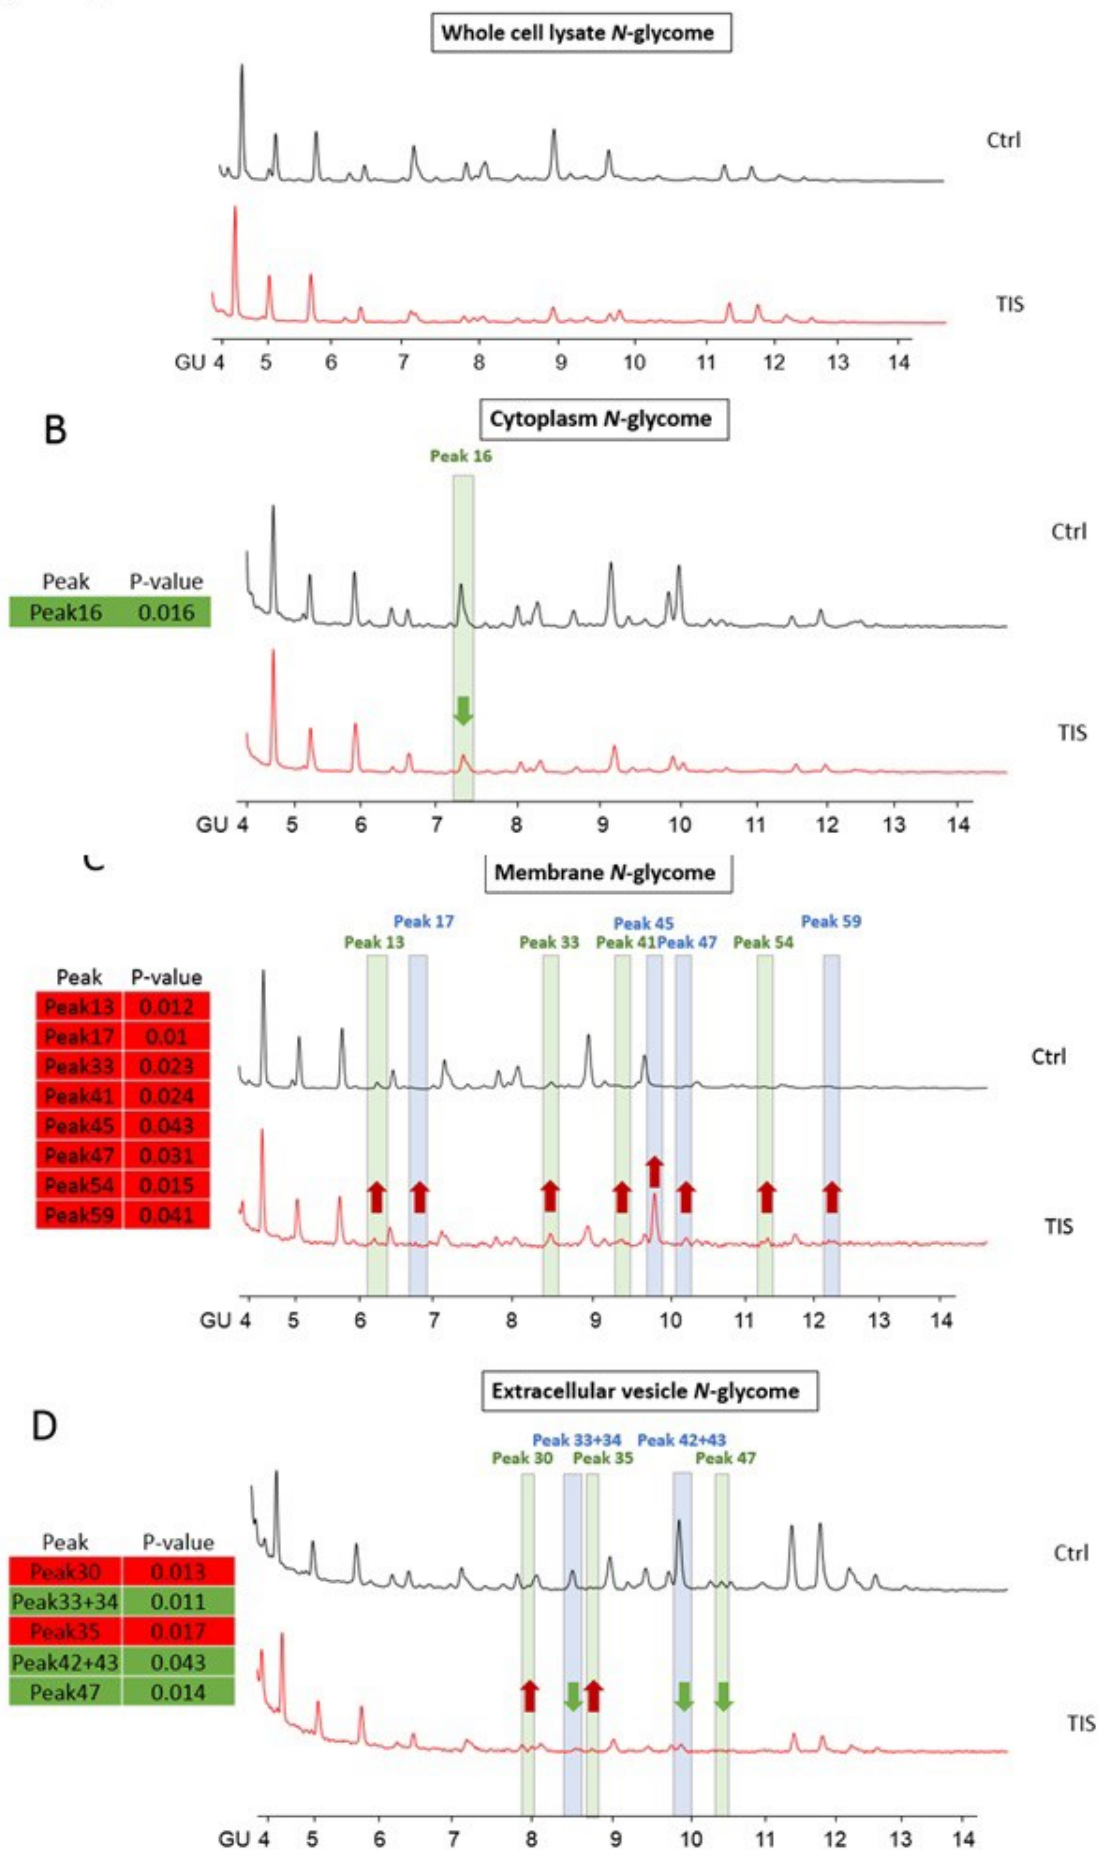 Whole cell lysate N-glycome
Ctrl
TIS
GU 4 5 6 7 8 9 10 11 12 13 14
B
Cytoplasm N-glycome
Peak 16
Ctrl
Peak P-value
Peak16 0.016
TIS
GU 4 5 6 7 8 9 10 11 12 13 14
Membrane N-glycome
Peak 17 Peak 45 Peak 59
Peak 13 Peak 33 Peak 41 Peak 47 Peak 54
Peak P-value
Peak13 0.012
Peak17 0.01
Peak33 0.023
Peak41 0.024
Peak45 0.043
Peak47 0.031
Peak54 0.015
Peak59 0.041
Ctrl
TIS
GU 4 5 6 7 8 9 10 11 12 13 14
Extracellular vesicle N-glycome
D
Peak 33+34 Peak 42+43
Peak 30 Peak 35 Peak 47
Peak P-value
Peak30 0.013
Peak33+34 0.011
Peak35 0.017
Peak42+43 0.043
Peak47 0.014
Ctrl
TIS
GU 4 5 6 7 8 9 10 11 12 13 14